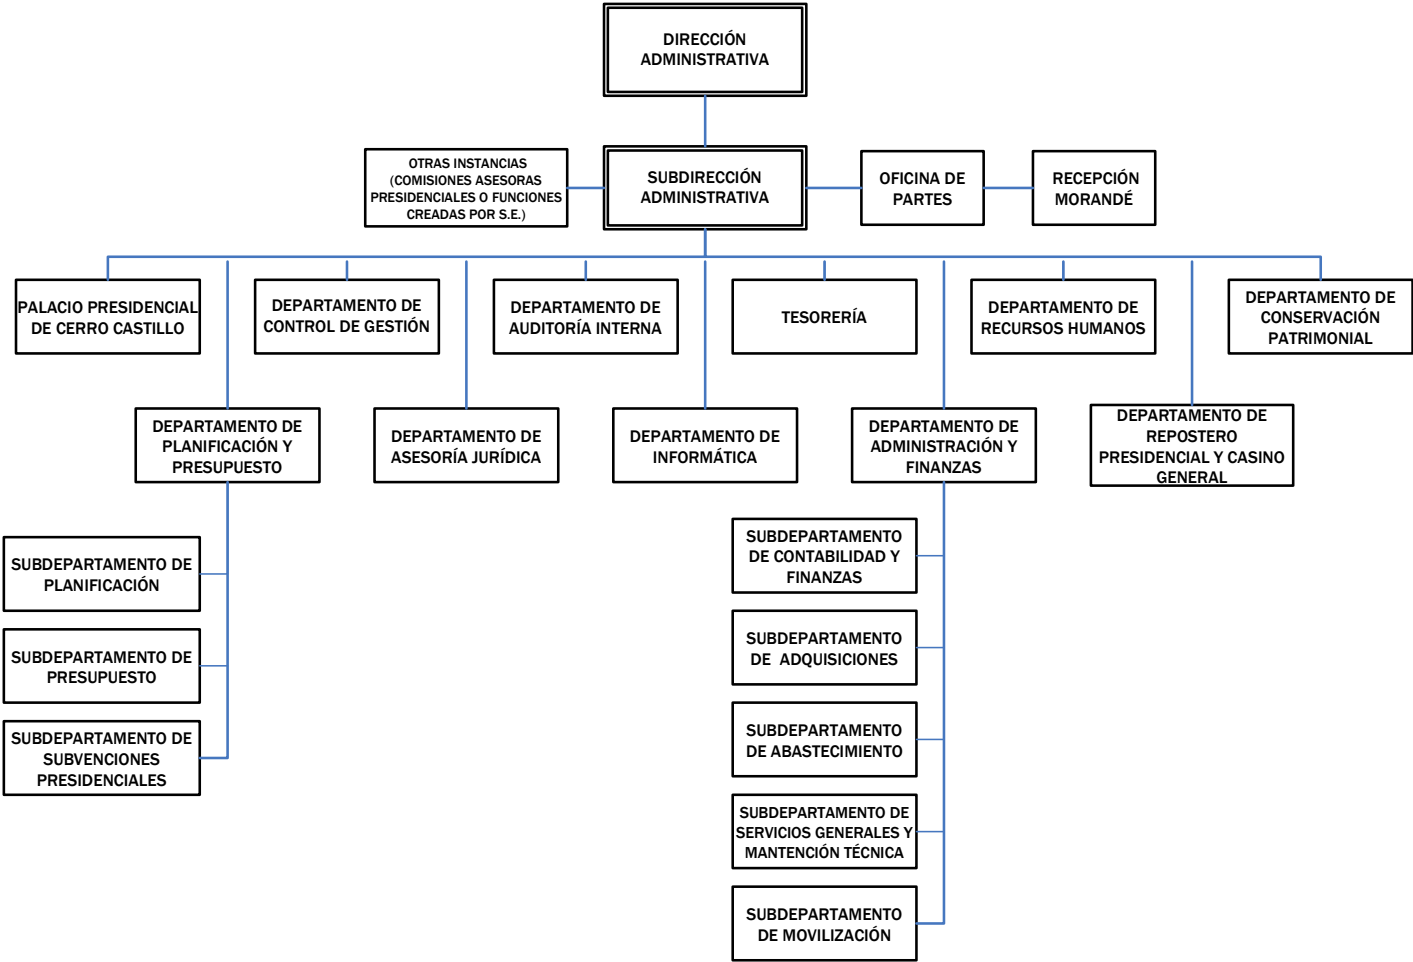 DIRECCIÓN
ADMINISTRATIVA
OTRAS INSTANCIAS
(COMISIONES ASESORAS
PRESIDENCIALES O FUNCIONES
CREADAS POR S.E.)
SUBDIRECCIÓN
ADMINISTRATIVA
OFICINA DE
PARTES
RECEPCIÓN
MORANDÉ
PALACIO PRESIDENCIAL
DE CERRO CASTILLO
DEPARTAMENTO DE
CONTROL DE GESTIÓN
DEPARTAMENTO DE
AUDITORÍA INTERNA
TESORERÍA
DEPARTAMENTO DE
RECURSOS HUMANOS
DEPARTAMENTO DE
CONSERVACIÓN
PATRIMONIAL
DEPARTAMENTO DE
PLANIFICACIÓN Y
PRESUPUESTO
DEPARTAMENTO DE
ASESORÍA JURÍDICA
DEPARTAMENTO DE
INFORMÁTICA
DEPARTAMENTO DE
ADMINISTRACIÓN Y
FINANZAS
DEPARTAMENTO DE
REPOSTERO
PRESIDENCIAL Y CASINO
GENERAL
SUBDEPARTAMENTO DE
PLANIFICACIÓN
SUBDEPARTAMENTO DE
PRESUPUESTO
SUBDEPARTAMENTO DE
SUBVENCIONES
PRESIDENCIALES
SUBDEPARTAMENTO
DE CONTABILIDAD Y
FINANZAS
SUBDEPARTAMENTO
DE ADQUISICIONES
SUBDEPARTAMENTO
DE ABASTECIMIENTO
SUBDEPARTAMENTO DE
SERVICIOS GENERALES Y
MANTENCIÓN TÉCNICA
SUBDEPARTAMENTO
DE MOVILIZACIÓN